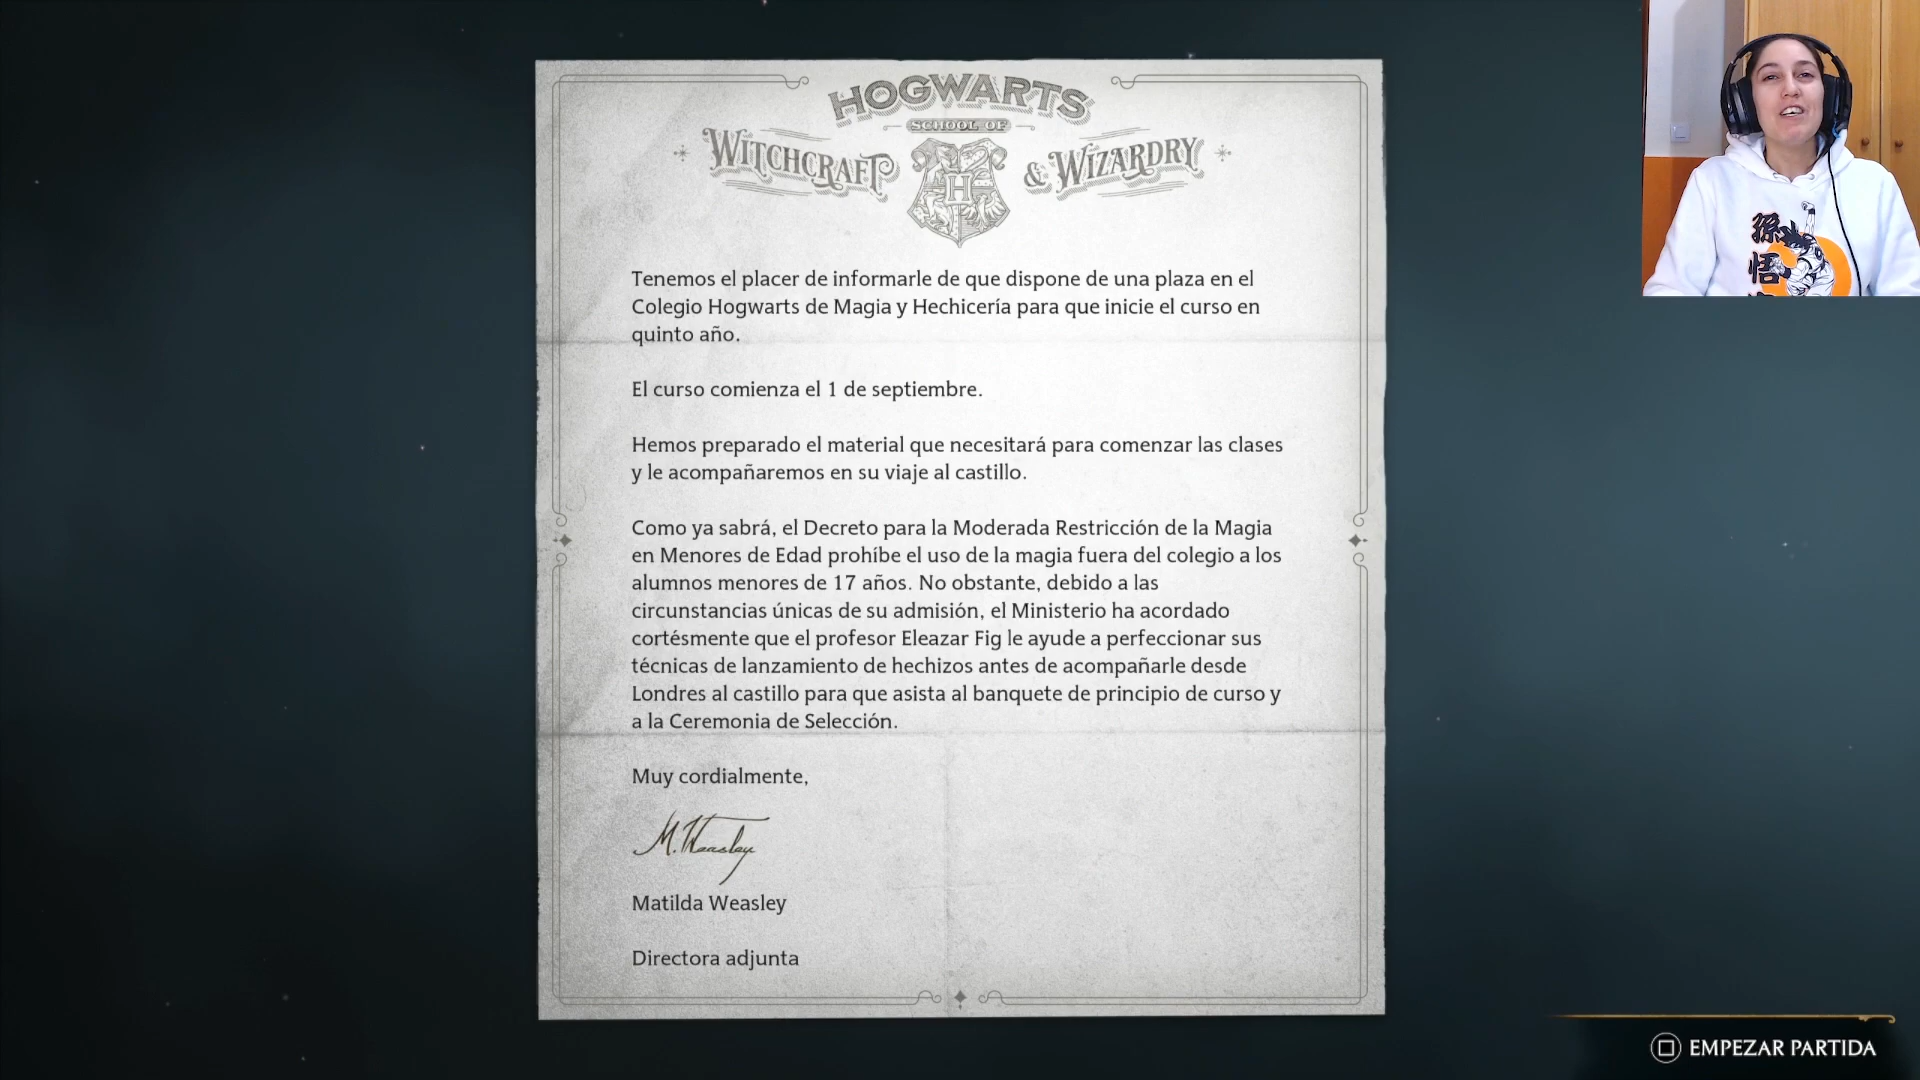 HOGWARTS
SCHOOL OF
WITCHCRAFT & WIZARDRY
H
Tenemos el placer de informarle de que dispone de una plaza en el
Colegio Hogwarts de Magia y Hechicería para que inicie el curso en
quinto año.
El curso comienza el 1 de septiembre.
Hemos preparado el material que necesitará para comenzar las clases
y le acompañaremos en su viaje al castillo.
Como ya sabrá, el Decreto para la Moderada Restricción de la Magia
en Menores de Edad prohíbe el uso de la magia fuera del colegio a los
alumnos menores de 17 años. No obstante, debido a las
circunstancias únicas de su admisión, el Ministerio ha acordado
cortésmente que el profesor Eleazar Fig le ayude a perfeccionar sus
técnicas de lanzamiento de hechizos antes de acompañarle desde
Londres al castillo para que asista al banquete de principio de curso y
a la Ceremonia de Selección.
Muy cordialmente,
M. Weasley
Matilda Weasley
Directora adjunta
孫
悟
EMPEZAR PARTIDA